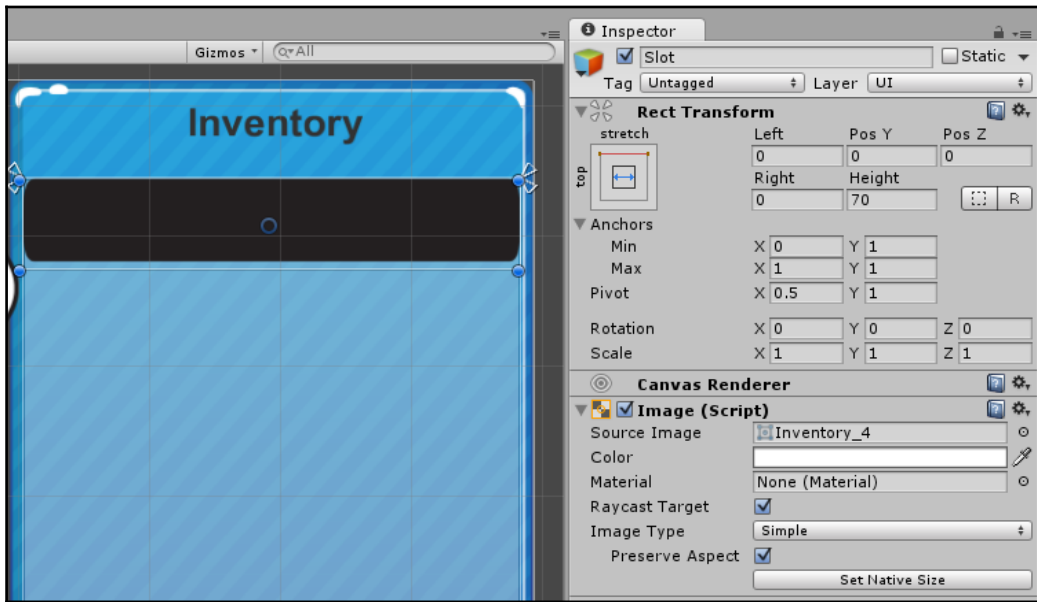 Inspector
Gizmos All
Slot Static
Tag Untagged Layer UI
Inventory
Rect Transform
stretch Left Pos Y Pos Z
0 0 0
top
Right Height
0 70 R
Anchors
Min X 0 Y 1
Max X 1 Y 1
Pivot X 0.5 Y 1
Rotation X 0 Y 0 Z 0
Scale X 1 Y 1 Z 1
Canvas Renderer
Image (Script)
Source Image Inventory_4
Color
Material None (Material)
Raycast Target
Image Type Simple
Preserve Aspect
Set Native Size